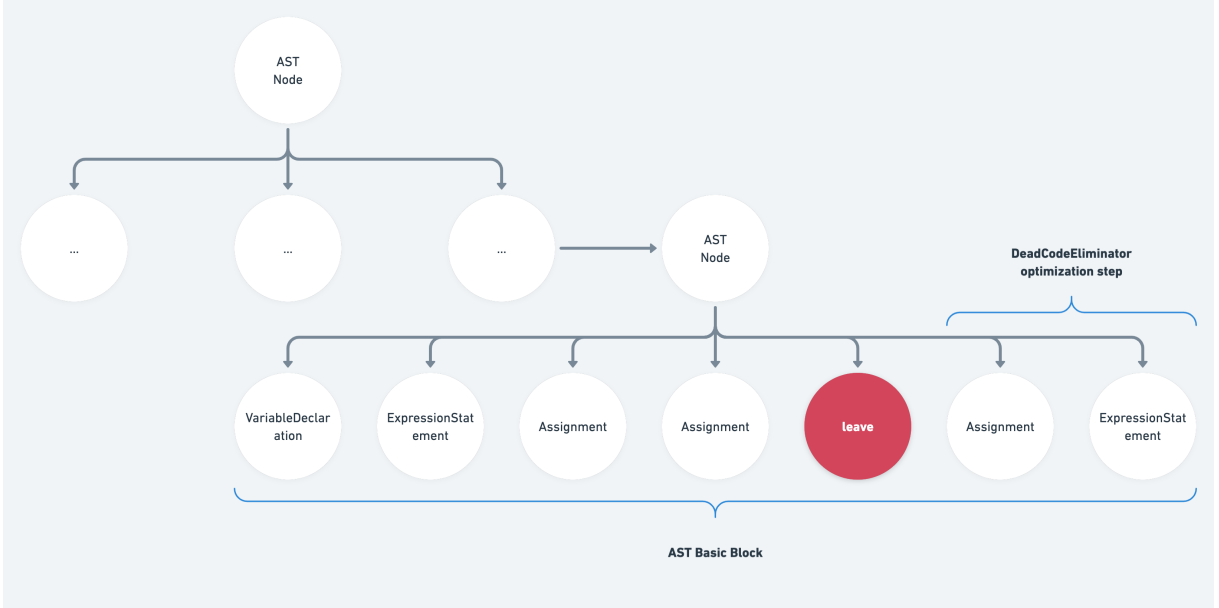 AST
Node
...
...
...
AST
Node
DeadCodeEliminator
optimization step
VariableDeclar
ation
ExpressionStat
ement
Assignment
Assignment
leave
Assignment
ExpressionStat
ement
AST Basic Block